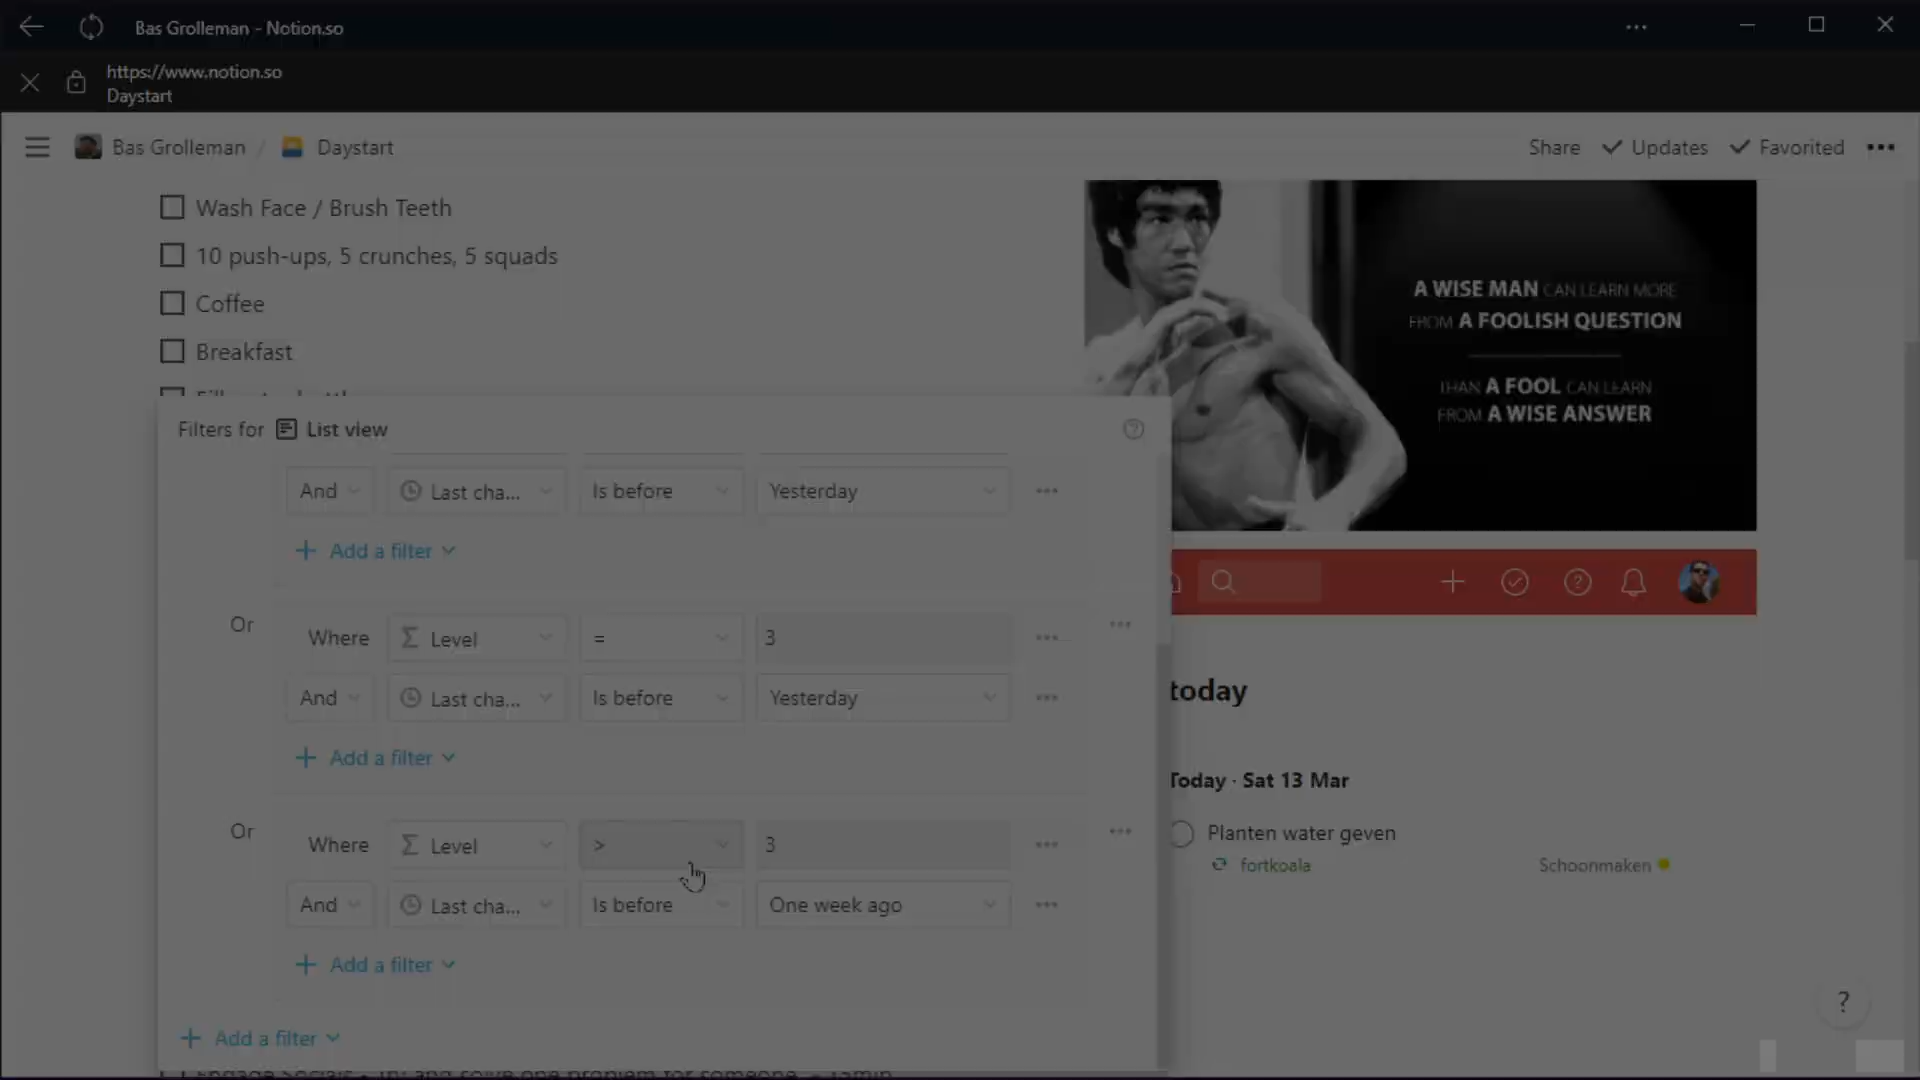 Bas Grolleman - Notion.so
https://www.notion.so
Daystart
Bas Grolleman / Daystart
Share Updates Favorited
Wash Face / Brush Teeth
10 push-ups, 5 crunches, 5 squads
Coffee
Breakfast
A WISE MAN CAN LEARN MORE
FROM A FOOLISH QUESTION
THAN A FOOL CAN LEARN
FROM A WISE ANSWER
Filters for List view
And Last cha... Is before Yesterday
+ Add a filter
Or Where Level = 3
And Last cha... Is before Yesterday
+ Add a filter
Or Where Level > 3
And Last cha... Is before One week ago
+ Add a filter
+ Add a filter
today
Today · Sat 13 Mar
Planten water geven
fortkoala Schoonmaken
?